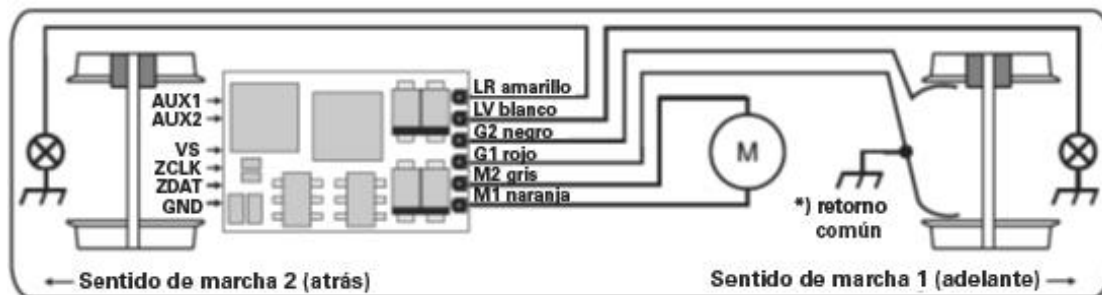 AUX1
AUX2
VS
ZCLK
ZDAT
GND
LR amarillo
LV blanco
G2 negro
G1 rojo
M2 gris
M1 naranja
M
*) retorno
común
← Sentido de marcha 2 (atrás)
Sentido de marcha 1 (adelante) →